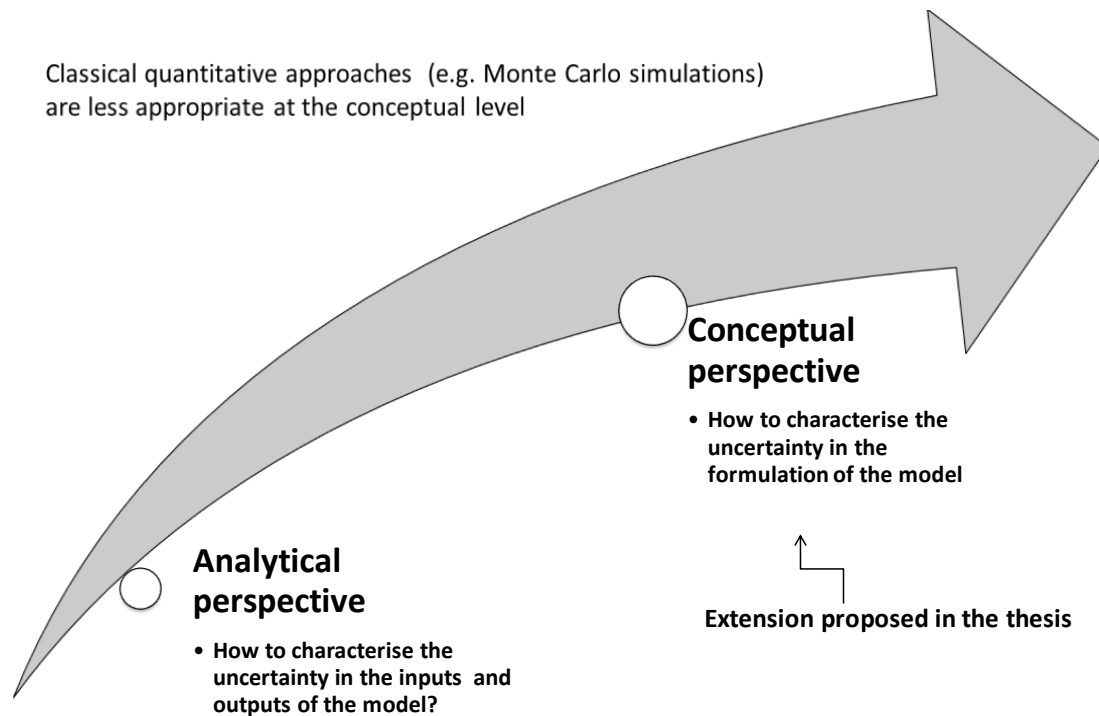 Classical quantitative approaches (e.g. Monte Carlo simulations)
are less appropriate at the conceptual level
Conceptual
perspective
• How to characterise the
uncertainty in the
formulation of the model
Analytical
perspective
• How to characterise the
uncertainty in the inputs and
outputs of the model?
Extension proposed in the thesis